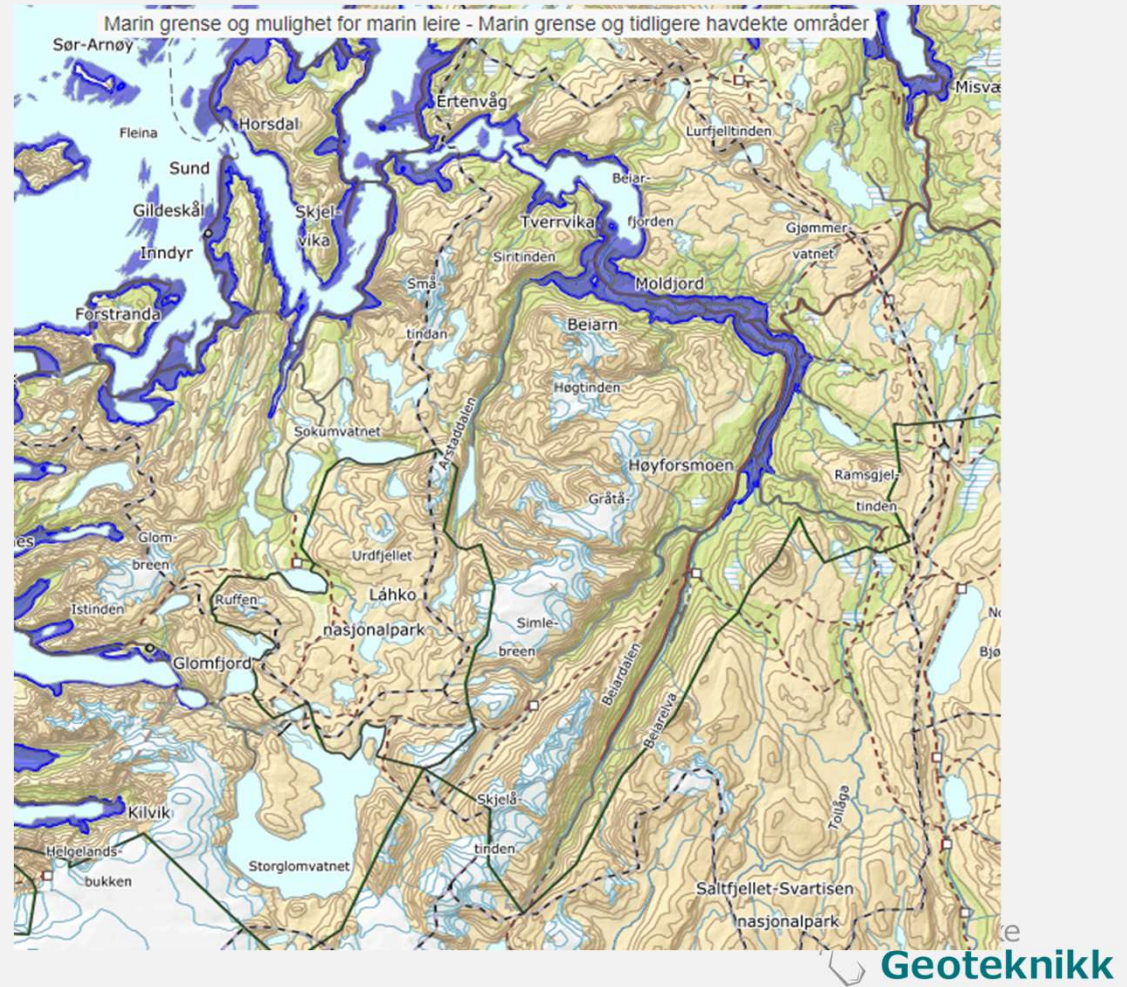 Marin grense og mulighet for marin leire - Marin grense og tidligere havdekte områder
Sør-Arnøy
Misvæ
Ertenvåg
Horsdal
Fleina
Lurfjelltinden
Sund
Beiar-
fjorden
Gildeskål
Skjel-
vika
Tverrvika
Gjømmer-
vatnet
Inndyr
Siritinden
Små-
tindan
Moldjord
Forstranda
Beiarn
Høgtinden
Arstaddalen
Sokumvatnet
Høyforsmoen
Ramsgjel-
tinden
Gråtå-
es
Glom-
breen
Urdfjellet
Istinden
Ruffen
Láhko
nasjonalpark
Simle-
breen
Bjø
Glomfjord
Beiardalen
Beiarelva
Skjelå-
tinden
Tollåga
Kilvik
Helgelands-
bukken
Storglomvatnet
Saltfjellet-Svartisen
nasjonalpark
Geoteknikk